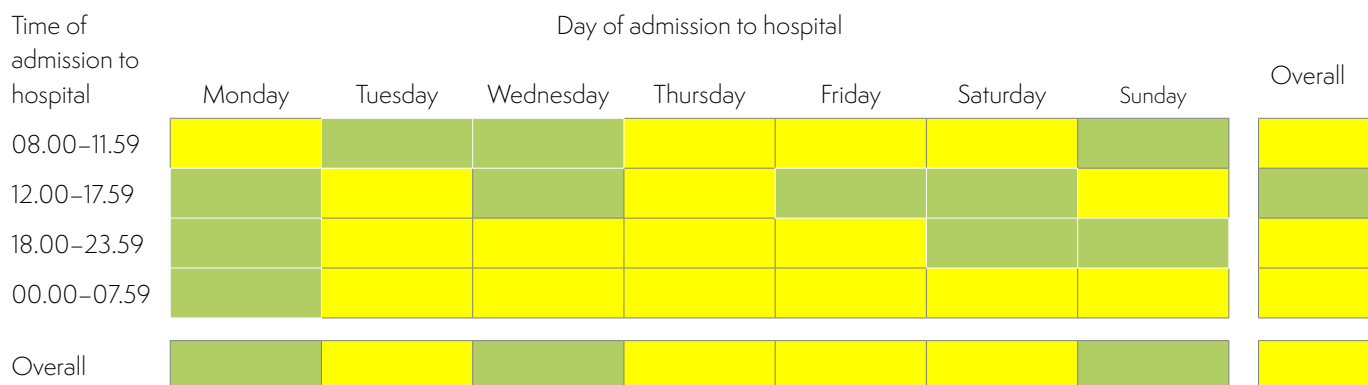 Time of
admission to
hospital
Day of admission to hospital
Monday Tuesday Wednesday Thursday Friday Saturday Sunday Overall
08.00–11.59
12.00–17.59
18.00–23.59
00.00–07.59
Overall